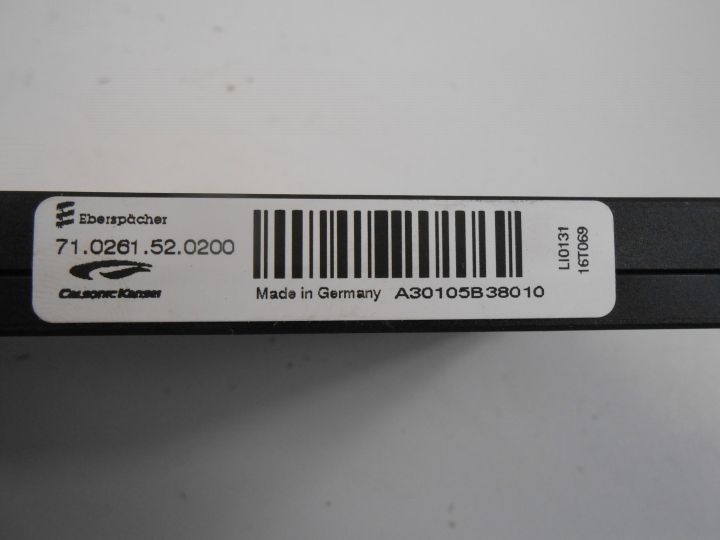 Eberspächer
71.0261.52.0200
CalsonicKansei
Made in Germany A30105B38010
LI0131
16T069